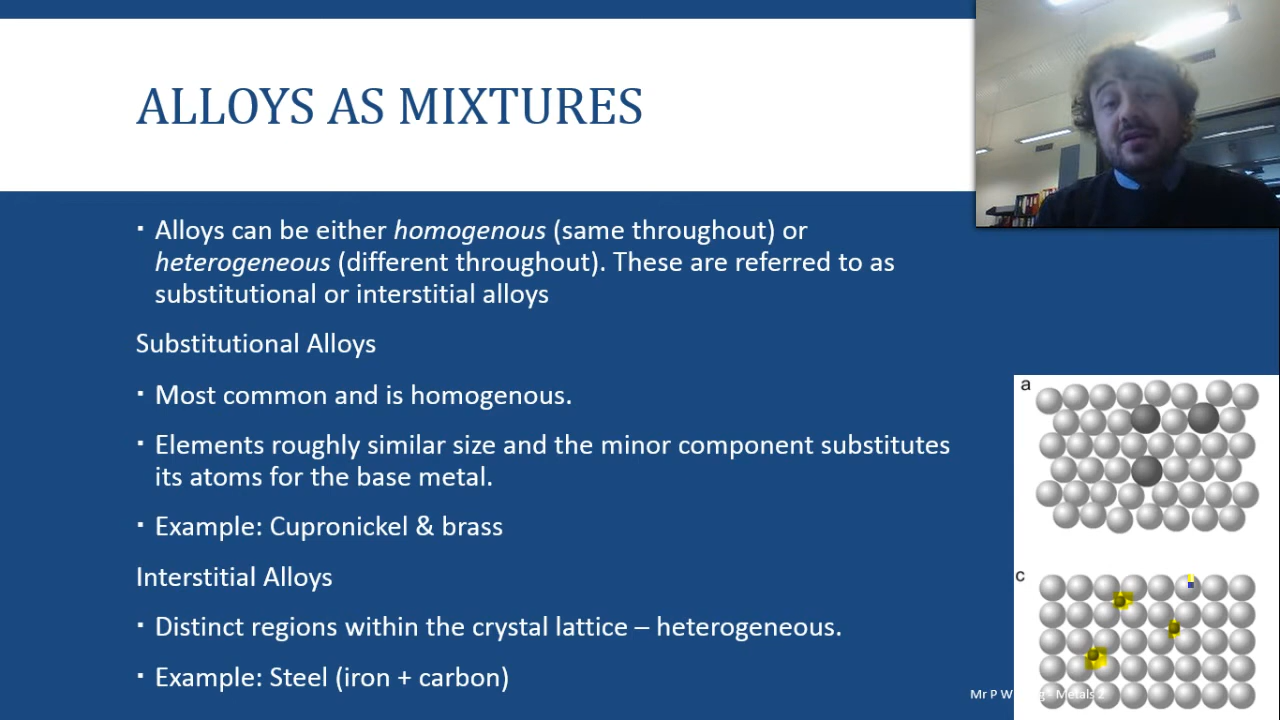 ALLOYS AS MIXTURES
▪ Alloys can be either homogenous (same throughout) or
heterogeneous (different throughout). These are referred to as
substitutional or interstitial alloys
Substitutional Alloys
▪ Most common and is homogenous.
▪ Elements roughly similar size and the minor component substitutes
its atoms for the base metal.
▪ Example: Cupronickel & brass
Interstitial Alloys
▪ Distinct regions within the crystal lattice – heterogeneous.
▪ Example: Steel (iron + carbon)
a
c
Mr P - Metals 2